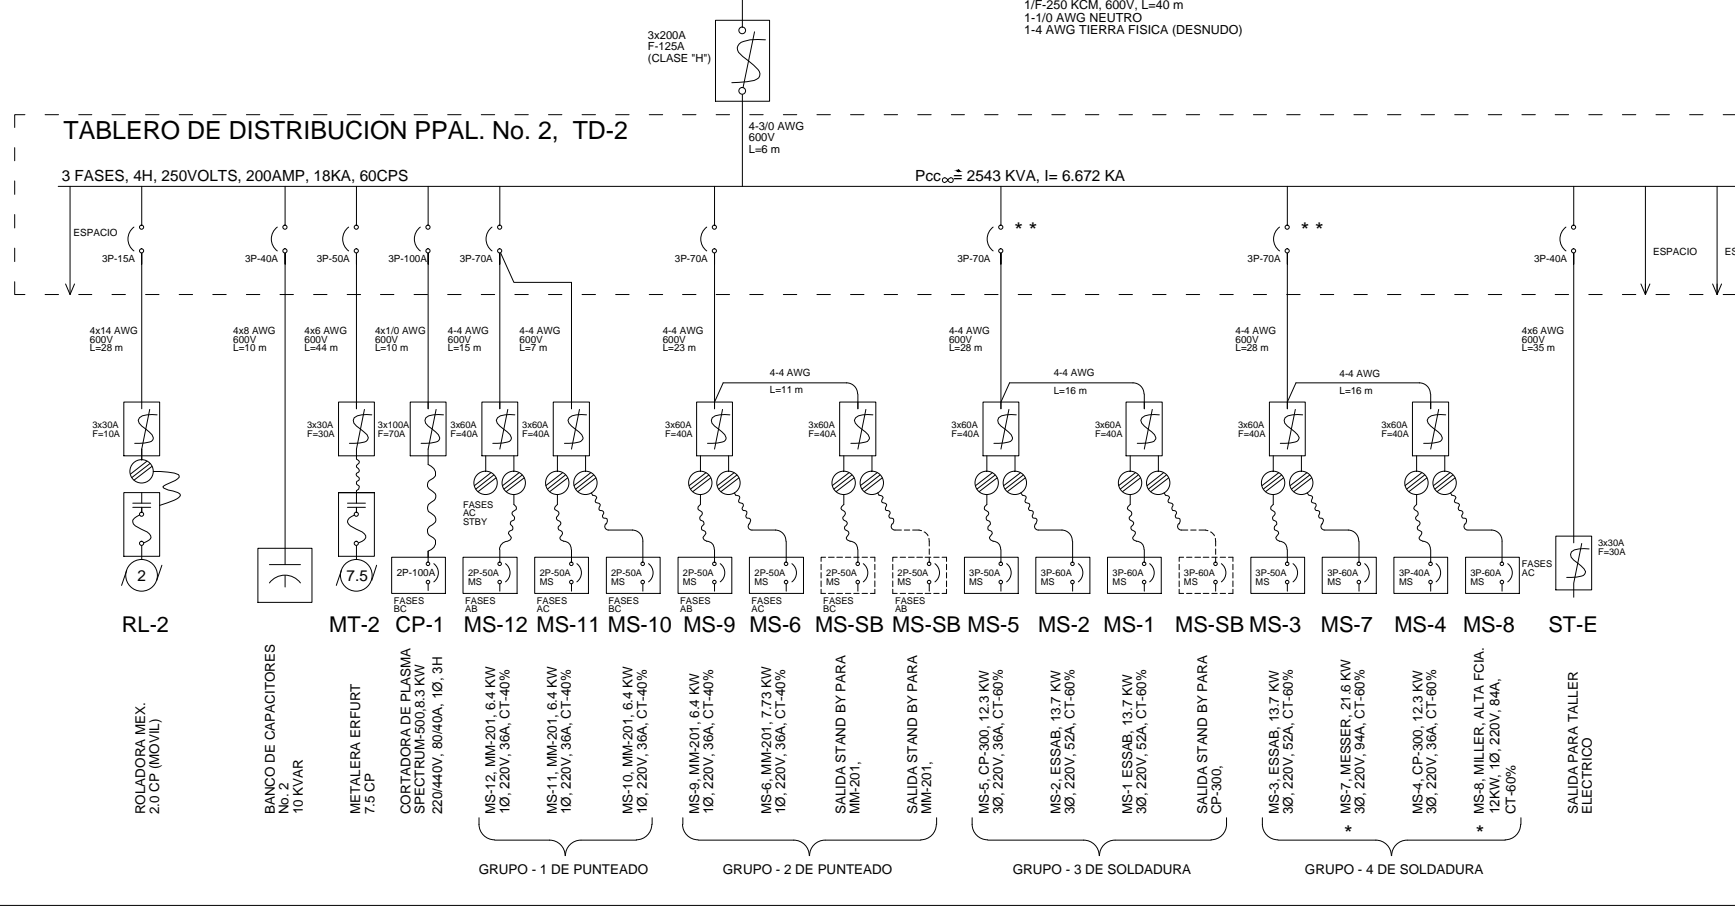 1/F-250 KCM, 600V, L=40 m
1-1/0 AWG NEUTRO
1-4 AWG TIERRA FISICA (DESNUDO)
3x200A
F-125A
(CLASE "H")
TABLERO DE DISTRIBUCION PPAL. No. 2, TD-2
4-3/0 AWG
600V
L=6 m
3 FASES, 4H, 250VOLTS, 200AMP, 18KA, 60CPS
Pcc∞≐ 2543 KVA, I= 6.672 KA
ESPACIO
3P-15A
3P-40A
3P-50A
3P-100A
3P-70A
3P-70A
* *
3P-70A
* *
3P-70A
3P-40A
ESPACIO
ES
4x14 AWG
600V
L=28 m
4x8 AWG
600V
L=10 m
4x6 AWG
600V
L=44 m
4x1/0 AWG
600V
L=10 m
4-4 AWG
600V
L=15 m
4-4 AWG
600V
L=7 m
4-4 AWG
600V
L=23 m
4-4 AWG
600V
L=28 m
4-4 AWG
600V
L=28 m
4x6 AWG
600V
L=35 m
4-4 AWG
L=11 m
4-4 AWG
L=16 m
4-4 AWG
L=16 m
3x30A
F=10A
3x30A
F=30A
3x100A
F=70A
3x60A
F=40A
3x60A
F=40A
3x60A
F=40A
3x60A
F=40A
3x60A
F=40A
3x60A
F=40A
3x60A
F=40A
3x60A
F=40A
FASES
AC
STBY
3x30A
F=30A
2
7.5
2P-100A
2P-50A
MS
2P-50A
MS
2P-50A
MS
2P-50A
MS
2P-50A
MS
2P-50A
MS
2P-50A
MS
3P-50A
MS
3P-60A
MS
3P-60A
MS
3P-60A
MS
3P-50A
MS
3P-60A
MS
3P-40A
MS
3P-60A
MS
FASES
AC
FASES
BC
FASES
AB
FASES
AC
FASES
BC
FASES
AB
FASES
AC
FASES
BC
FASES
AB
RL-2
MT-2
CP-1
MS-12
MS-11
MS-10
MS-9
MS-6
MS-SB
MS-SB
MS-5
MS-2
MS-1
MS-SB
MS-3
MS-7
MS-4
MS-8
ST-E
ROLADORA MEX.
2.0 CP (MOVIL)
BANCO DE CAPACITORES
No. 2
10 KVAR
METALERA ERFURT
7.5 CP
CORTADORA DE PLASMA
SPECTRUM-500,8.3 KW
220/440V, 80/40A, 1Ø, 3H
MS-12, MM-201, 6.4 KW
1Ø, 220V, 36A, CT-40%
MS-11, MM-201, 6.4 KW
1Ø, 220V, 36A, CT-40%
MS-10, MM-201, 6.4 KW
1Ø, 220V, 36A, CT-40%
MS-9, MM-201, 6.4 KW
1Ø, 220V, 36A, CT-40%
MS-6, MM-201, 7.73 KW
1Ø, 220V, 36A, CT-40%
SALIDA STAND BY PARA
MM-201,
SALIDA STAND BY PARA
MM-201,
MS-5, CP-300, 12.3 KW
3Ø, 220V, 36A, CT-60%
MS-2, ESSAB, 13.7 KW
3Ø, 220V, 52A, CT-60%
MS-1 ESSAB, 13.7 KW
3Ø, 220V, 52A, CT-60%
SALIDA STAND BY PARA
CP-300,
MS-3, ESSAB, 13.7 KW
3Ø, 220V, 52A, CT-60%
MS-7, MESSER, 21.6 KW
3Ø, 220V, 94A, CT-60%
*
MS-4, CP-300, 12.3 KW
3Ø, 220V, 36A, CT-60%
MS-8, MILLER, ALTA FCIA.
12KW, 1Ø, 220V, 84A,
CT-60%
*
SALIDA PARA TALLER
ELECTRICO
GRUPO - 1 DE PUNTEADO
GRUPO - 2 DE PUNTEADO
GRUPO - 3 DE SOLDADURA
GRUPO - 4 DE SOLDADURA